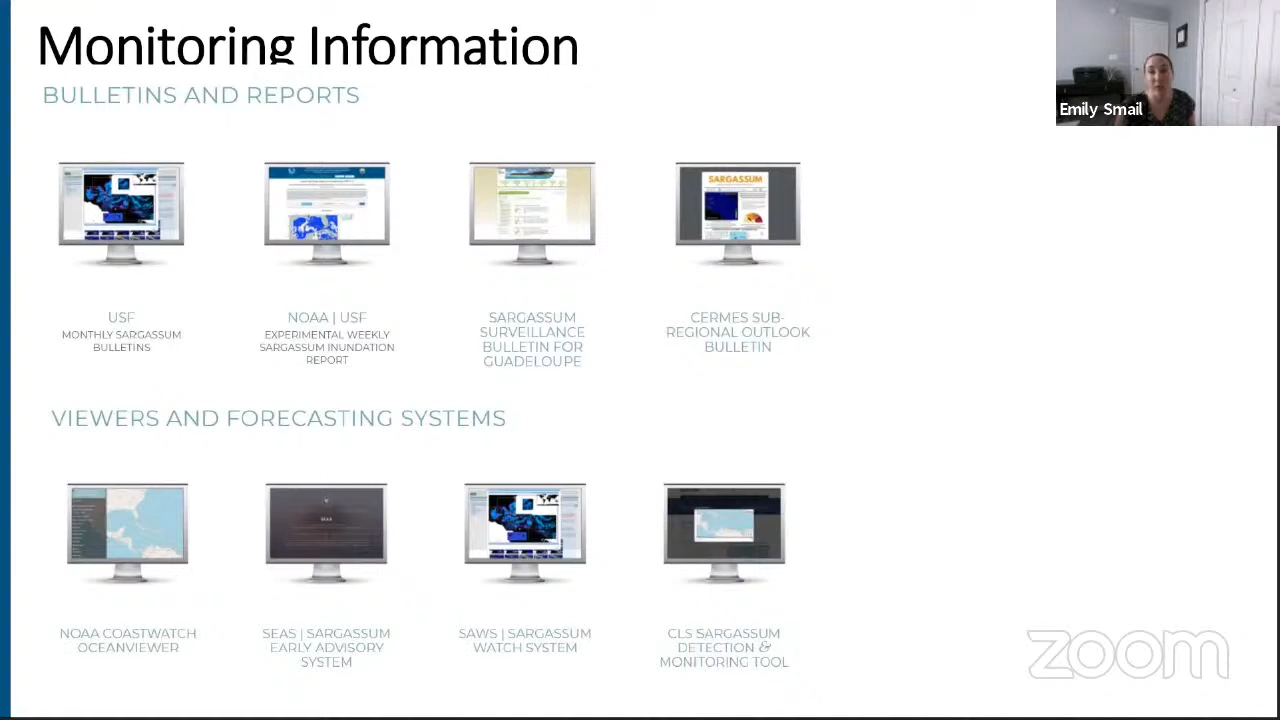 Monitoring Information
Emily Smail
BULLETINS AND REPORTS
SARGASSUM
USF
MONTHLY SARGASSUM
BULLETINS
NOAA | USF
EXPERIMENTAL WEEKLY
SARGASSUM INUNDATION
REPORT
SARGASSUM
SURVEILLANCE
BULLETIN FOR
GUADELOUPE
CERMES SUB-
REGIONAL OUTLOOK
BULLETIN
VIEWERS AND FORECASTING SYSTEMS
SEAS
NOAA COASTWATCH
OCEANVIEWER
SEAS | SARGASSUM
EARLY ADVISORY
SYSTEM
SAWS | SARGASSUM
WATCH SYSTEM
CLS SARGASSUM
DETECTION &
MONITORING TOOL
zoom